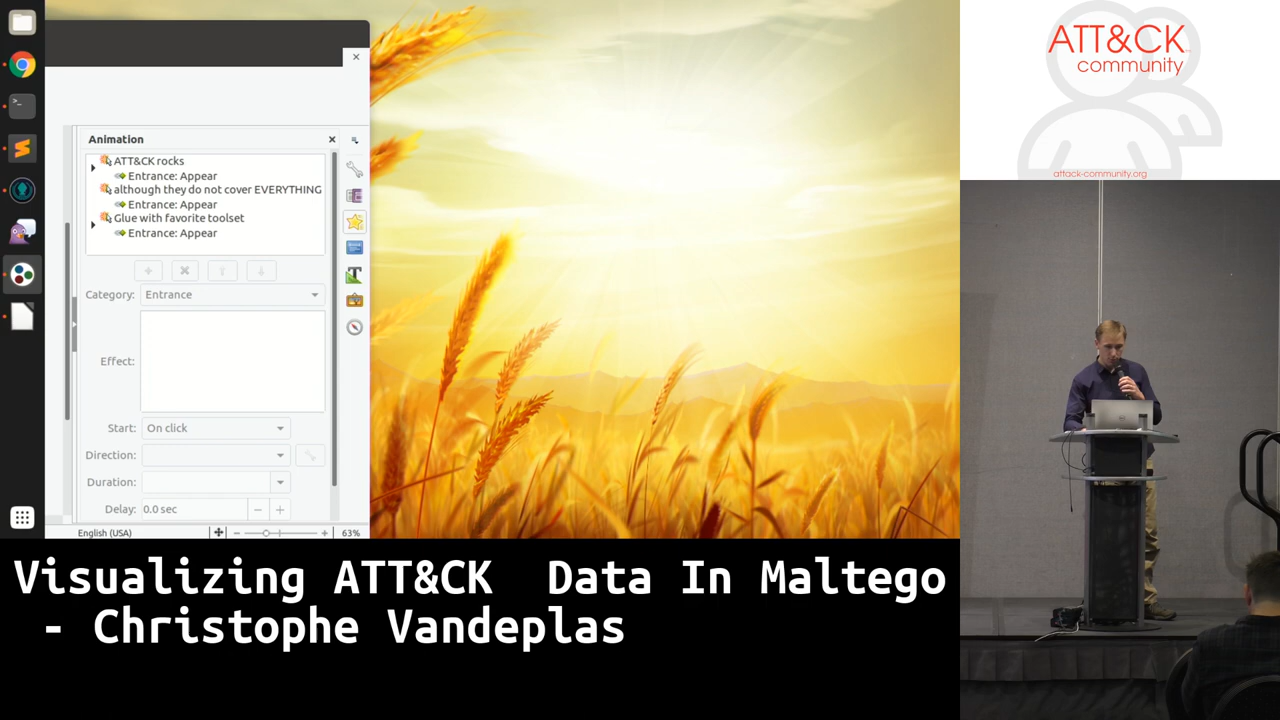 Animation
ATT&CK rocks
Entrance: Appear
although they do not cover EVERYTHING
Entrance: Appear
Glue with favorite toolset
Entrance: Appear
Category: Entrance
Effect:
Start: On click
Direction:
Duration:
Delay: 0.0 sec
English (USA)
63%
ATT&CK
community
attack-community.org
Visualizing ATT&CK  Data In Maltego
- Christophe Vandeplas